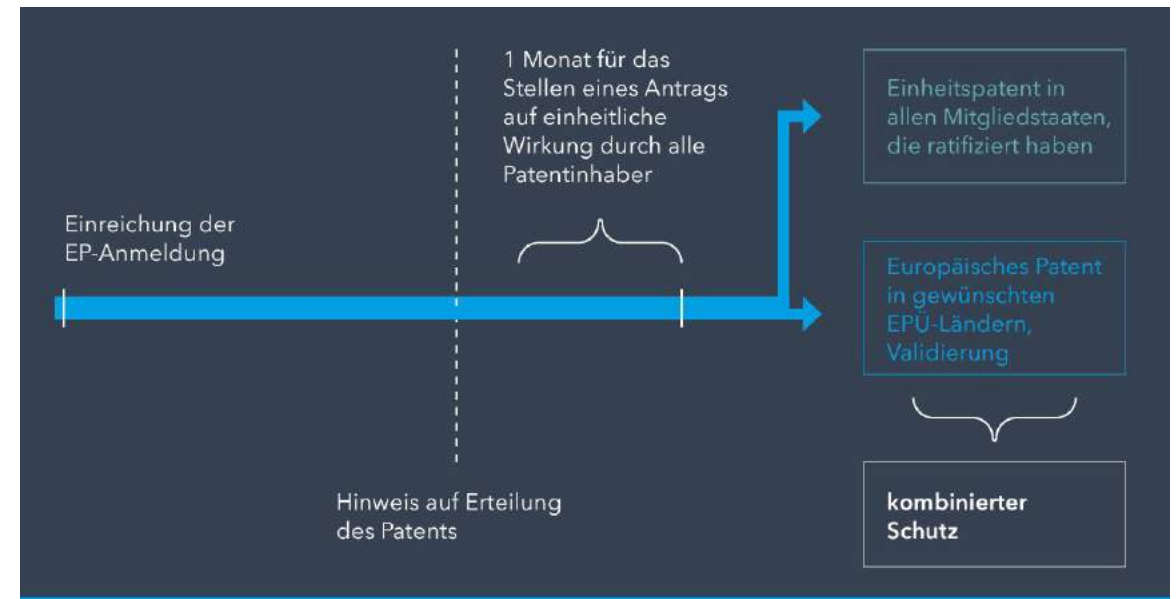 1 Monat für das
Stellen eines Antrags
auf einheitliche
Wirkung durch alle
Patentinhaber
Einheitspatent in
allen Mitgliedstaaten,
die ratifiziert haben
Einreichung der
EP-Anmeldung
Europäisches Patent
in gewünschten
EPÜ-Ländern,
Validierung
Hinweis auf Erteilung
des Patents
kombinierter
Schutz